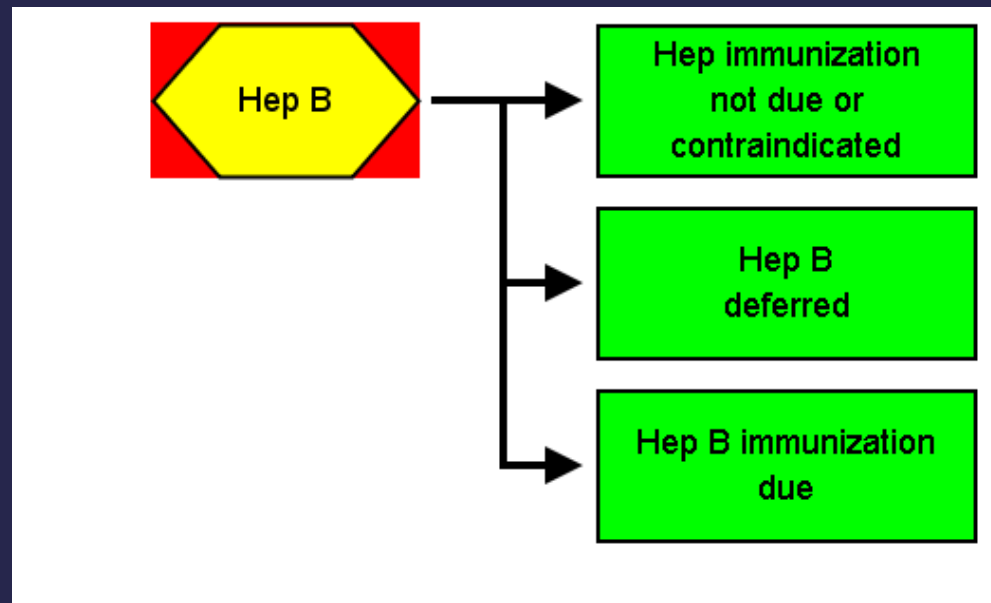 Hep B
Hep immunization
not due or
contraindicated
Hep B
deferred
Hep B immunization
due